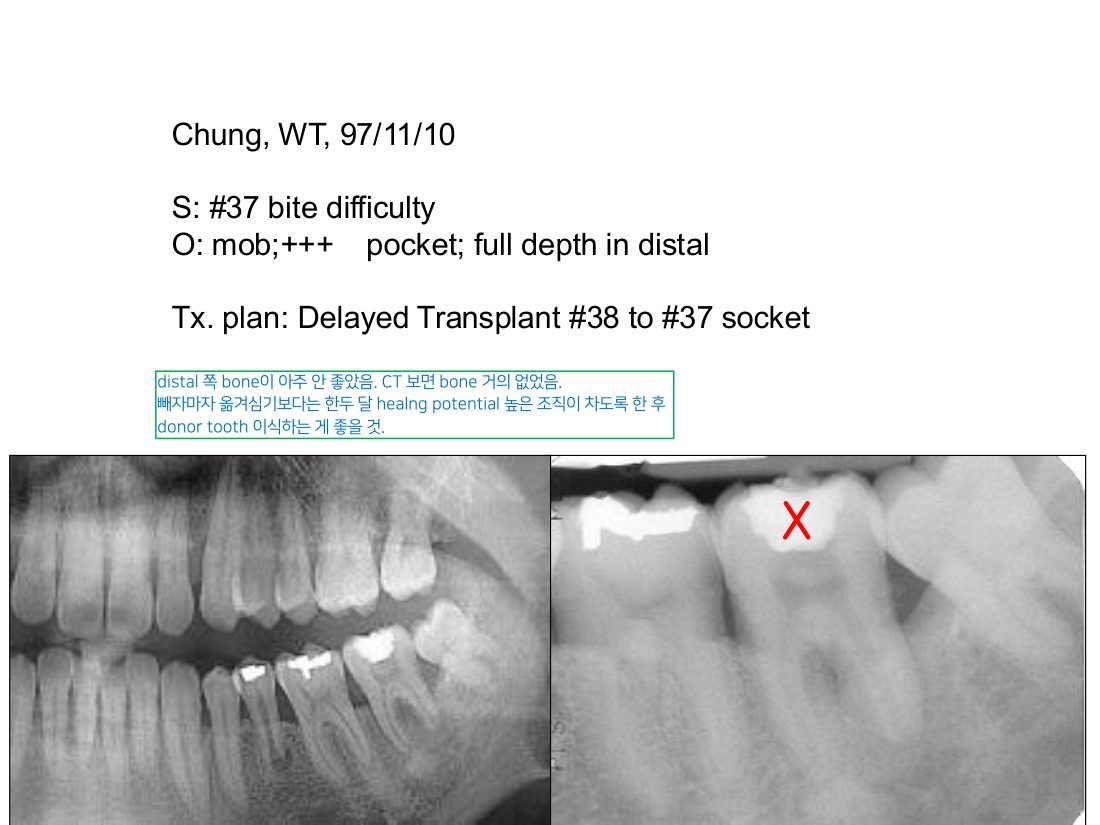 Chung, WT, 97/11/10
S: #37 bite difficulty
O: mob;+++ pocket; full depth in distal
Tx. plan: Delayed Transplant #38 to #37 socket
distal 쪽 bone이 아주 안 좋았음. CT 보면 bone 거의 없었음.
빼자마자 옮겨심기보다는 한두 달 healng potential 높은 조직이 차도록 한 후
donor tooth 이식하는 게 좋을 것.
X